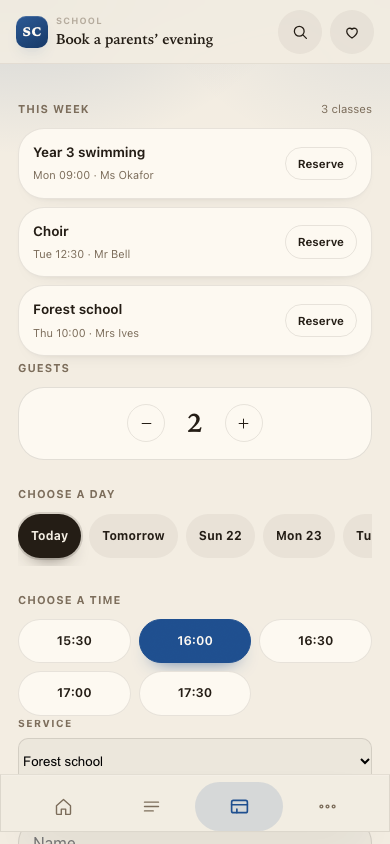 SC
SCHOOL
Book a parents’ evening
THIS WEEK
3 classes
Year 3 swimming
Mon 09:00 · Ms Okafor
Reserve
Choir
Tue 12:30 · Mr Bell
Reserve
Forest school
Thu 10:00 · Mrs Ives
Reserve
GUESTS
− 2 +
CHOOSE A DAY
Today
Tomorrow
Sun 22
Mon 23
Tu
CHOOSE A TIME
15:30
16:00
16:30
17:00
17:30
SERVICE
Forest school
Name